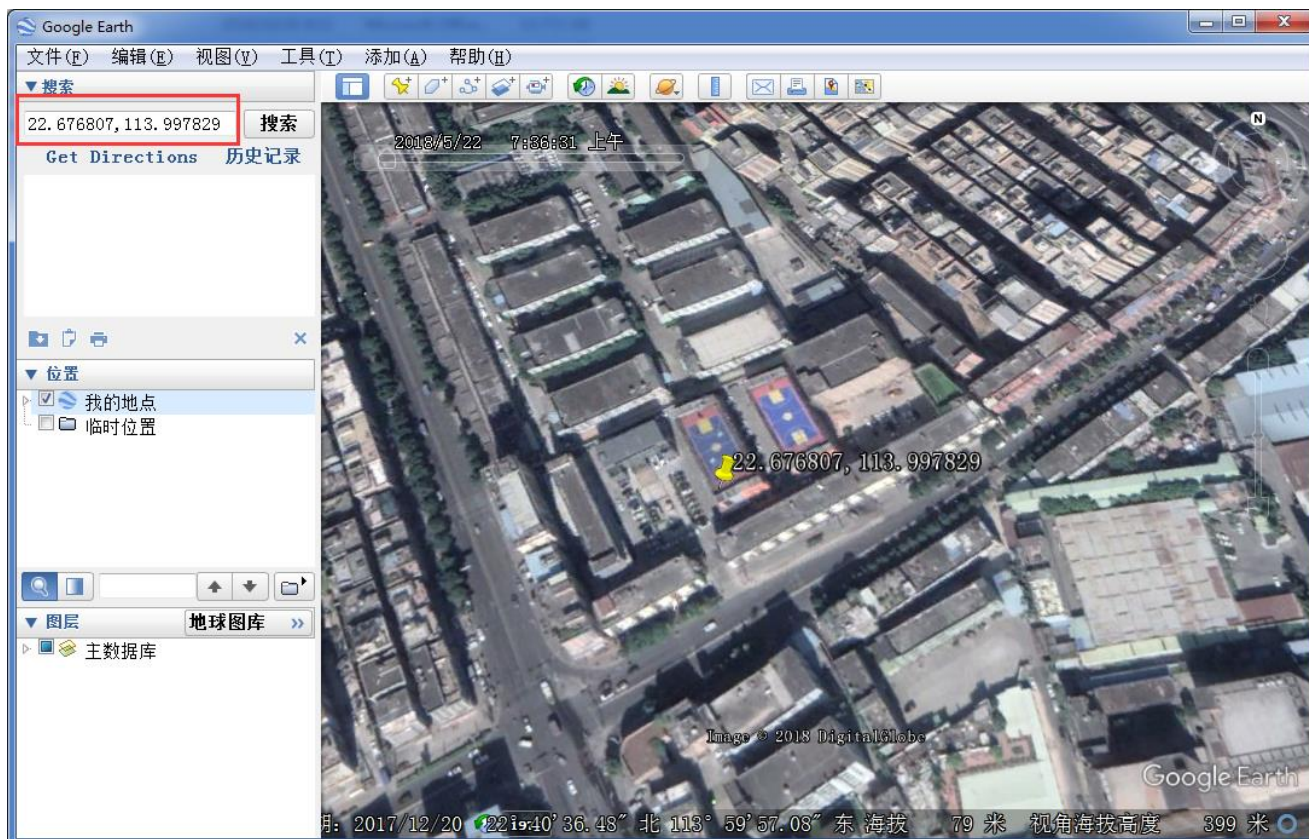 Google Earth
文件(F) 编辑(E) 视图(V) 工具(T) 添加(A) 帮助(H)
▼搜索
22.676807,113.997829 搜索
Get Directions 历史记录
2018/5/22 7:36:31 上午
N
▼ 位置
我的地点
临时位置
22.676807, 113.997829
▼ 图层 地球图库 >>
主数据库
Image © 2018 DigitalGlobe
Google Earth
期: 2017/12/20 22°40'36.48" 北 113°59'57.08" 东 海拔 79 米 视角海拔高度 399 米